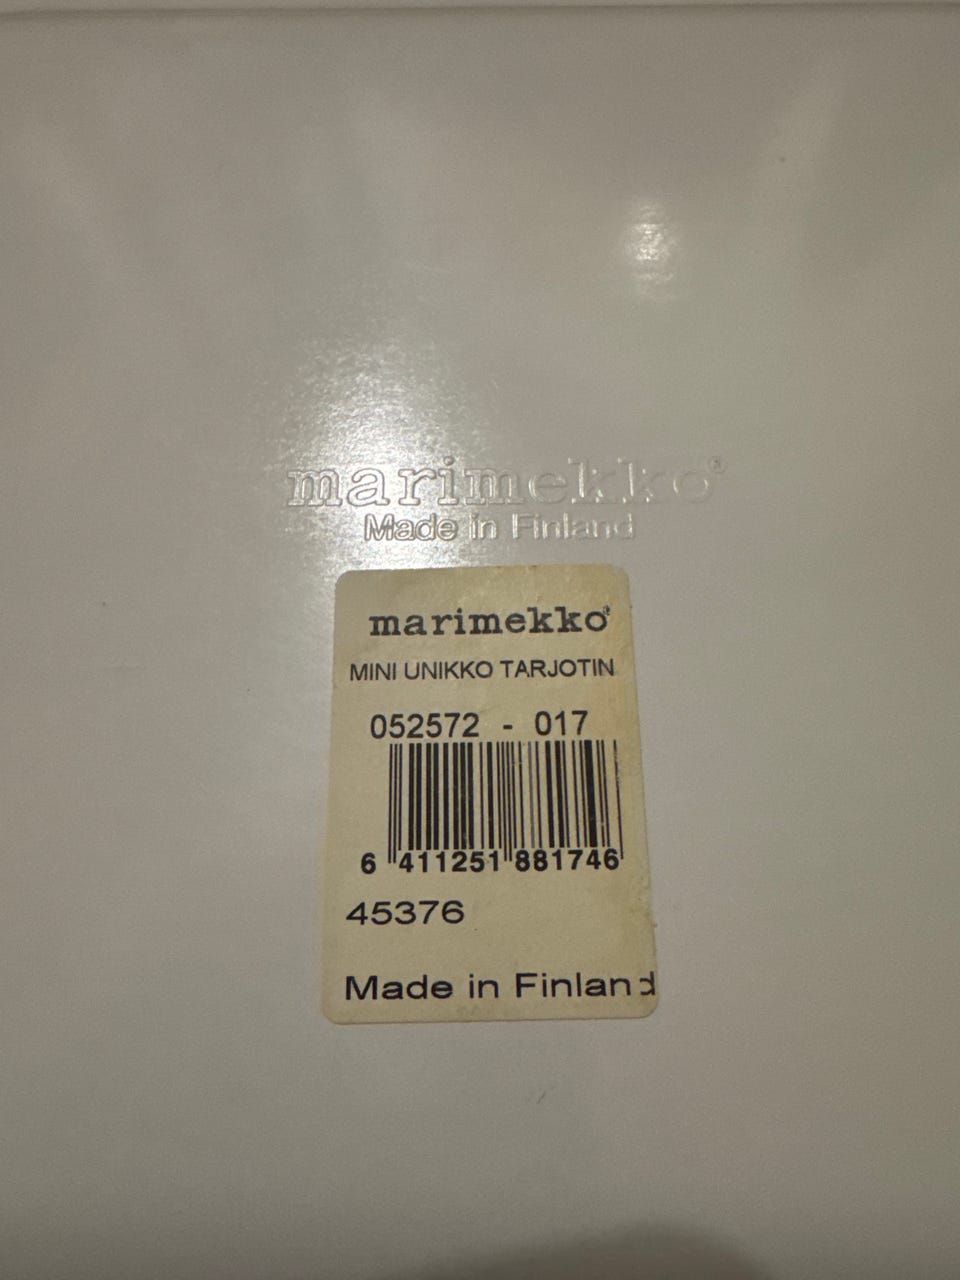 marimekko®
Made in Finland
marimekko®
MINI UNIKKO TARJOTIN
052572 - 017
6 411251 881746
45376
Made in Finland